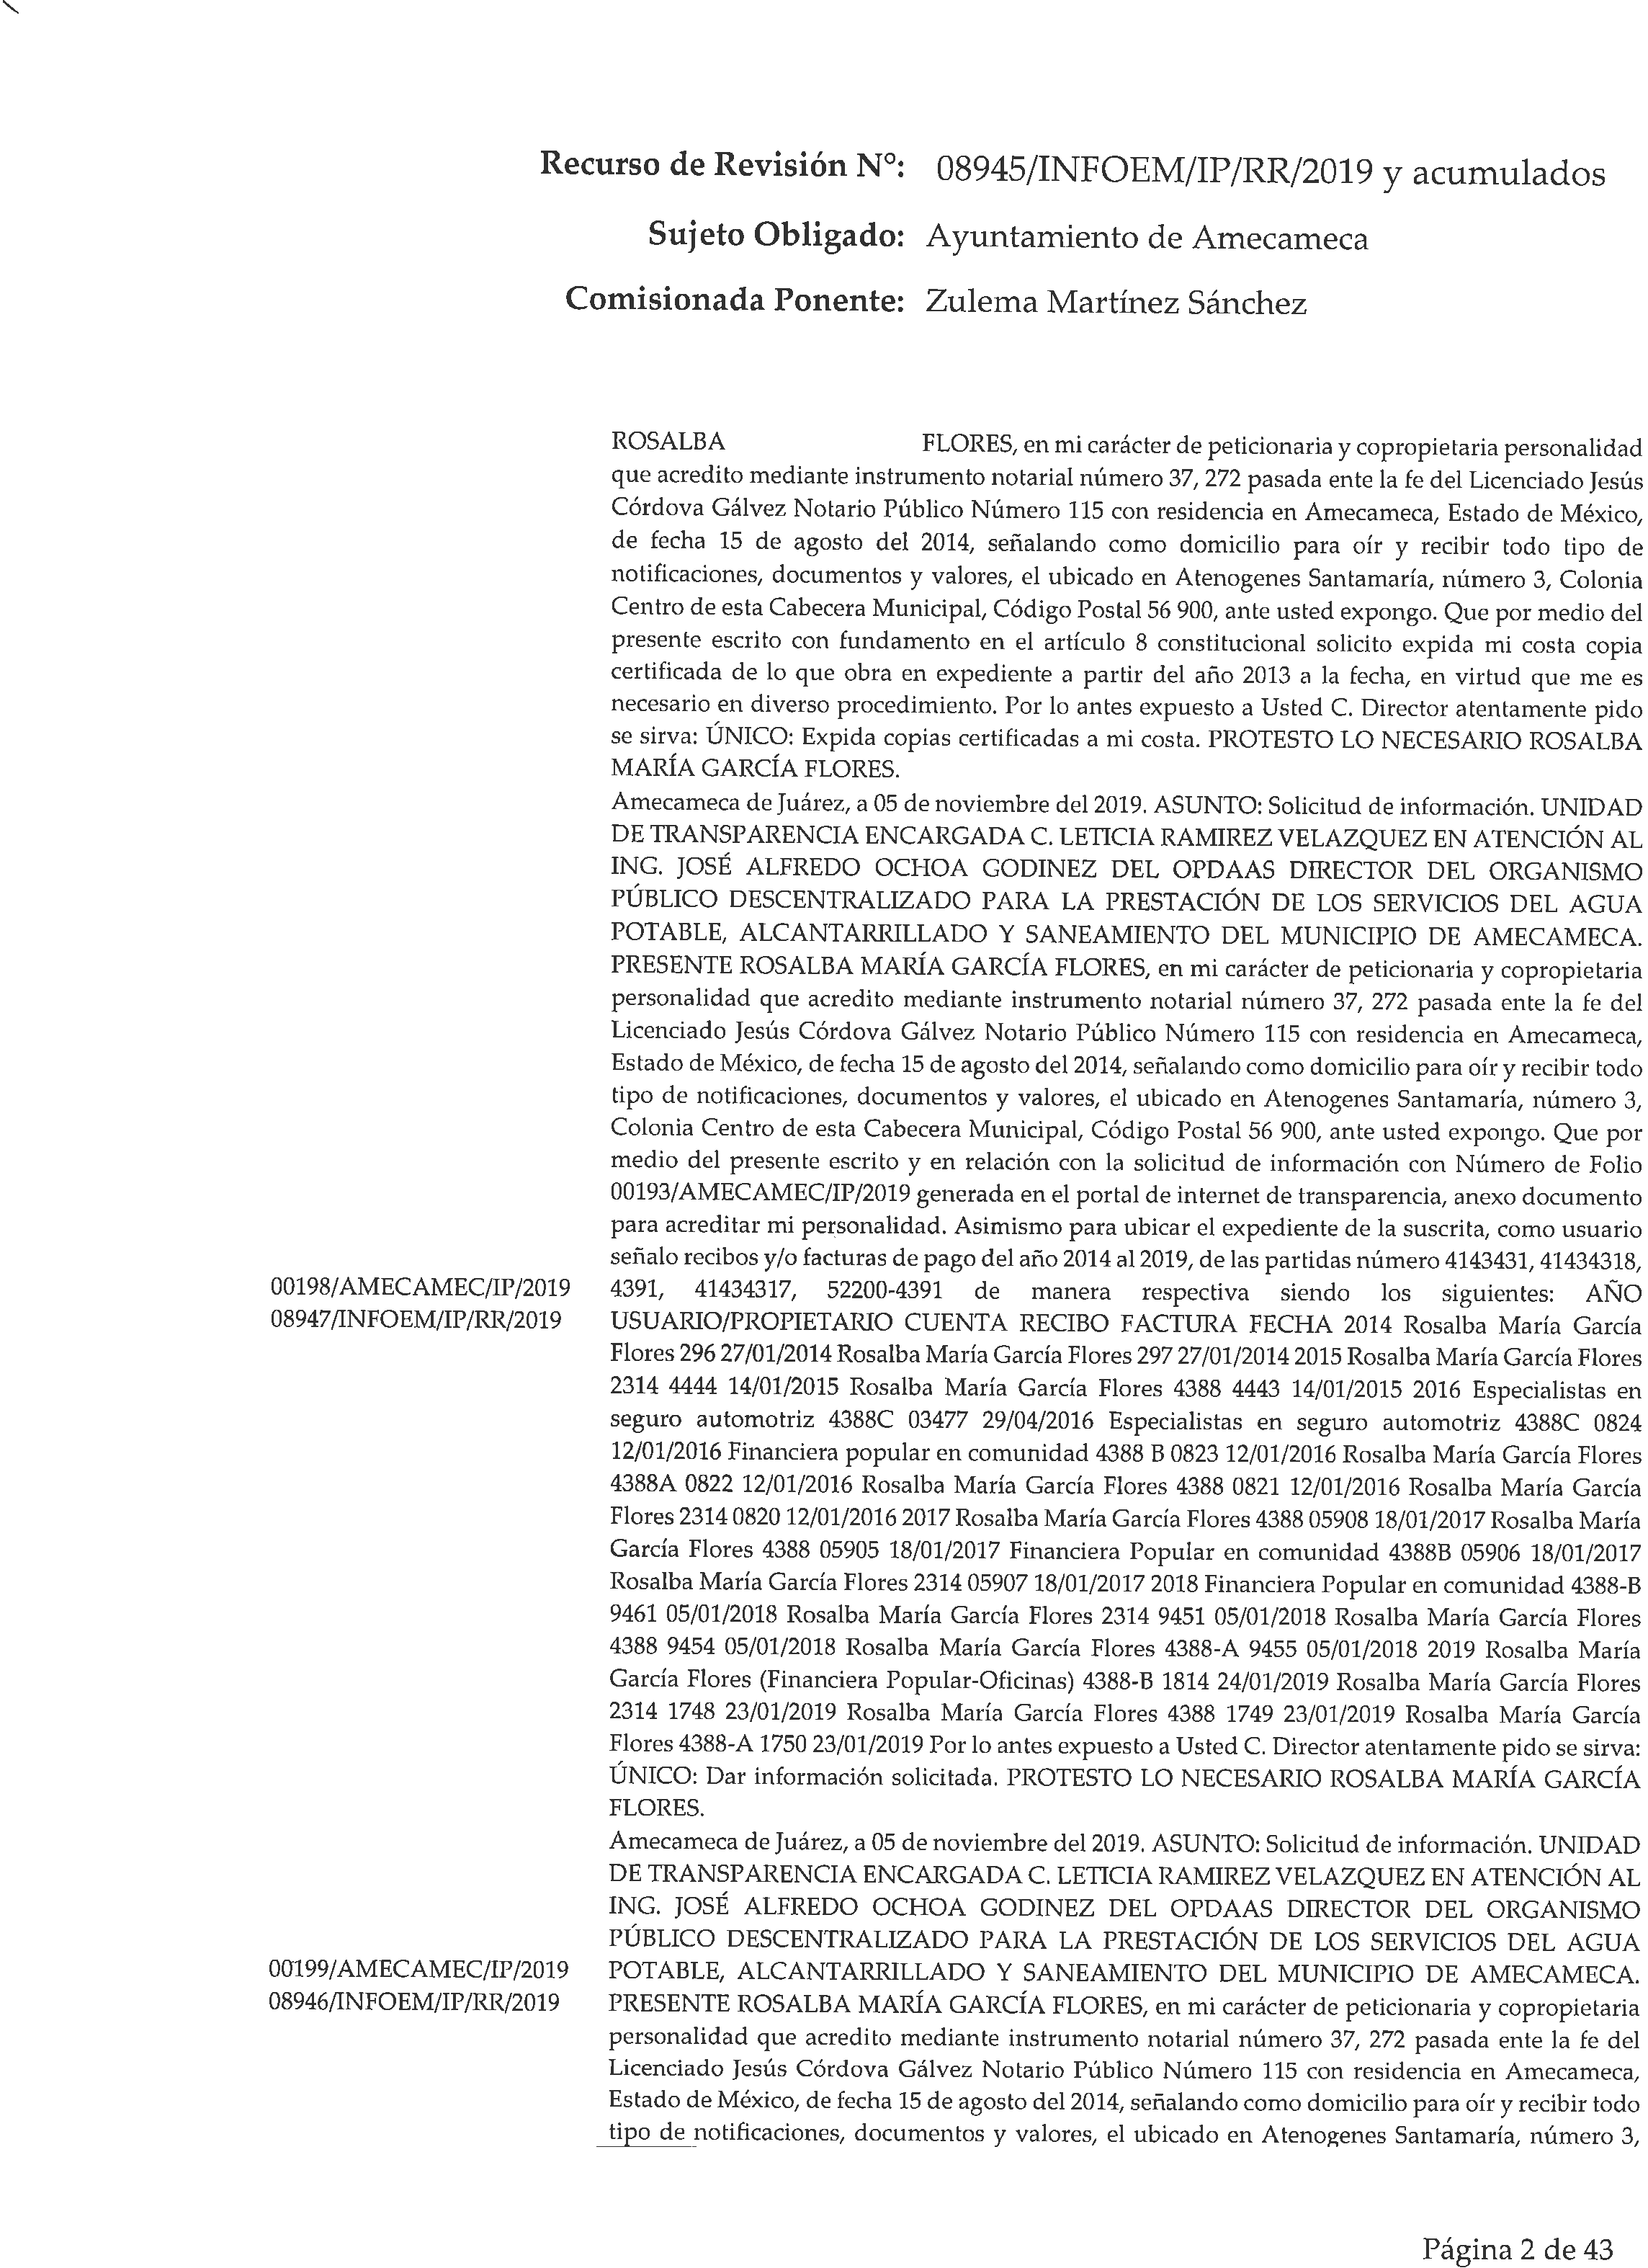 Recurso de Revisión N°: 08945/INFOEM/IP/RR/2019 y acumulados
Sujeto Obligado: Ayuntamiento de Amecameca
Comisionada Ponente: Zulema Martínez Sánchez
ROSALBA FLORES, en mi carácter de peticionaria y copropietaria personalidad
que acredito mediante instrumento notarial número 37, 272 pasada ente la fe del Licenciado Jesús
Córdova Gálvez Notario Público Número 115 con residencia en Amecameca, Estado de México,
de fecha 15 de agosto del 2014, señalando como domicilio para oír y recibir todo tipo de
notificaciones, documentos y valores, el ubicado en Atenogenes Santamaría, número 3, Colonia
Centro de esta Cabecera Municipal, Código Postal 56 900, ante usted expongo. Que por medio del
presente escrito con fundamento en el artículo 8 constitucional solicito expida mi costa copia
certificada de lo que obra en expediente a partir del año 2013 a la fecha, en virtud que me es
necesario en diverso procedimiento. Por lo antes expuesto a Usted C. Director atentamente pido
se sirva: ÚNICO: Expida copias certificadas a mi costa. PROTESTO LO NECESARIO ROSALBA
MARÍA GARCÍA FLORES.
Amecameca de Juárez, a 05 de noviembre del 2019. ASUNTO: Solicitud de información. UNIDAD
DE TRANSPARENCIA ENCARGADA C. LETICIA RAMIREZ VELAZQUEZ EN ATENCIÓN AL
ING. JOSÉ ALFREDO OCHOA GODINEZ DEL OPDAAS DIRECTOR DEL ORGANISMO
PÚBLICO DESCENTRALIZADO PARA LA PRESTACIÓN DE LOS SERVICIOS DEL AGUA
POTABLE, ALCANTARRILLADO Y SANEAMIENTO DEL MUNICIPIO DE AMECAMECA.
PRESENTE ROSALBA MARÍA GARCÍA FLORES, en mi carácter de peticionaria y copropietaria
personalidad que acredito mediante instrumento notarial número 37, 272 pasada ente la fe del
Licenciado Jesús Córdova Gálvez Notario Público Número 115 con residencia en Amecameca,
Estado de México, de fecha 15 de agosto del 2014, señalando como domicilio para oír y recibir todo
tipo de notificaciones, documentos y valores, el ubicado en Atenogenes Santamaría, número 3,
Colonia Centro de esta Cabecera Municipal, Código Postal 56 900, ante usted expongo. Que por
medio del presente escrito y en relación con la solicitud de información con Número de Folio
00193/AMECAMEC/IP/2019 generada en el portal de internet de transparencia, anexo documento
para acreditar mi personalidad. Asimismo para ubicar el expediente de la suscrita, como usuario
señalo recibos y/o facturas de pago del año 2014 al 2019, de las partidas número 4143431, 41434318,
00198/AMECAMEC/IP/2019 4391, 41434317, 52200-4391 de manera respectiva siendo los siguientes: AÑO
08947/INFOEM/IP/RR/2019 USUARIO/PROPIETARIO CUENTA RECIBO FACTURA FECHA 2014 Rosalba María García
Flores 296 27/01/2014 Rosalba María García Flores 297 27/01/2014 2015 Rosalba María García Flores
2314 4444 14/01/2015 Rosalba María García Flores 4388 4443 14/01/2015 2016 Especialistas en
seguro automotriz 4388C 03477 29/04/2016 Especialistas en seguro automotriz 4388C 0824
12/01/2016 Financiera popular en comunidad 4388 B 0823 12/01/2016 Rosalba María García Flores
4388A 0822 12/01/2016 Rosalba María García Flores 4388 0821 12/01/2016 Rosalba María García
Flores 2314 0820 12/01/2016 2017 Rosalba María García Flores 4388 05908 18/01/2017 Rosalba María
García Flores 4388 05905 18/01/2017 Financiera Popular en comunidad 4388B 05906 18/01/2017
Rosalba María García Flores 2314 05907 18/01/2017 2018 Financiera Popular en comunidad 4388-B
9461 05/01/2018 Rosalba María García Flores 2314 9451 05/01/2018 Rosalba María García Flores
4388 9454 05/01/2018 Rosalba María García Flores 4388-A 9455 05/01/2018 2019 Rosalba María
García Flores (Financiera Popular-Oficinas) 4388-B 1814 24/01/2019 Rosalba María García Flores
2314 1748 23/01/2019 Rosalba María García Flores 4388 1749 23/01/2019 Rosalba María García
Flores 4388-A 1750 23/01/2019 Por lo antes expuesto a Usted C. Director atentamente pido se sirva:
ÚNICO: Dar información solicitada. PROTESTO LO NECESARIO ROSALBA MARÍA GARCÍA
FLORES.
Amecameca de Juárez, a 05 de noviembre del 2019. ASUNTO: Solicitud de información. UNIDAD
DE TRANSPARENCIA ENCARGADA C. LETICIA RAMIREZ VELAZQUEZ EN ATENCIÓN AL
ING. JOSÉ ALFREDO OCHOA GODINEZ DEL OPDAAS DIRECTOR DEL ORGANISMO
PÚBLICO DESCENTRALIZADO PARA LA PRESTACIÓN DE LOS SERVICIOS DEL AGUA
00199/AMECAMEC/IP/2019 POTABLE, ALCANTARRILLADO Y SANEAMIENTO DEL MUNICIPIO DE AMECAMECA.
08946/INFOEM/IP/RR/2019 PRESENTE ROSALBA MARÍA GARCÍA FLORES, en mi carácter de peticionaria y copropietaria
personalidad que acredito mediante instrumento notarial número 37, 272 pasada ente la fe del
Licenciado Jesús Córdova Gálvez Notario Público Número 115 con residencia en Amecameca,
Estado de México, de fecha 15 de agosto del 2014, señalando como domicilio para oír y recibir todo
tipo de notificaciones, documentos y valores, el ubicado en Atenogenes Santamaría, número 3,
Página 2 de 43